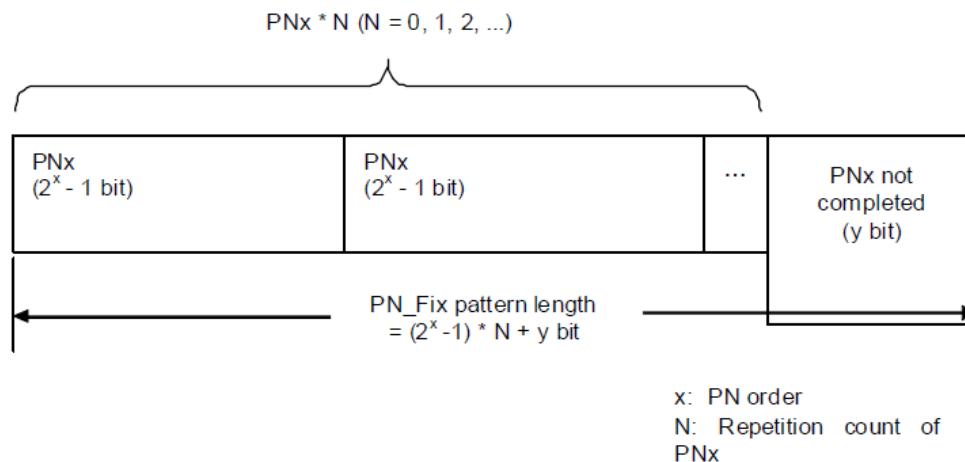 PNx * N (N = 0, 1, 2, ...)
PNx
(2^x - 1 bit)
PNx
(2^x - 1 bit)
...
PNx not
completed
(y bit)
PN_Fix pattern length
= (2^x -1) * N + y bit
x: PN order
N: Repetition count of
PNx